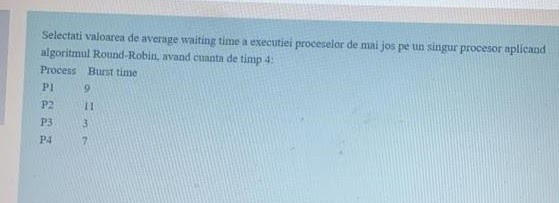 Selectati valoarea de average waiting time a executiei proceselor de mai jos pe un singur procesor aplicand
algoritmul Round-Robin, avand cuanta de timp 4:
Process Burst time
P1 9
P2 11
P3 3
P4 7